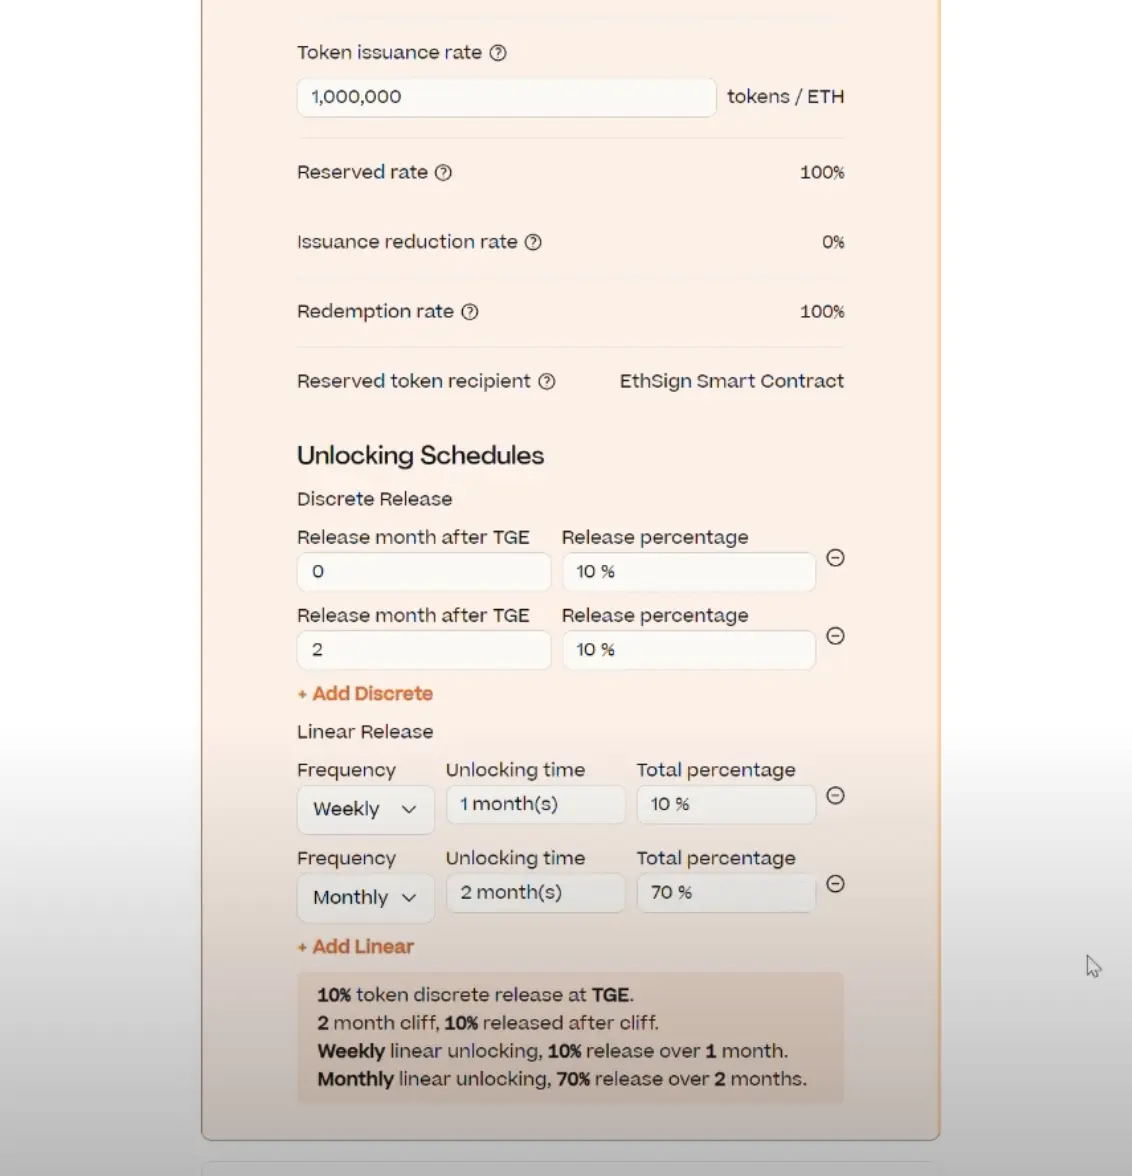 Token issuance rate
1,000,000 tokens / ETH
Reserved rate 100%
Issuance reduction rate 0%
Redemption rate 100%
Reserved token recipient EthSign Smart Contract
Unlocking Schedules
Discrete Release
Release month after TGE Release percentage
0 10 %
Release month after TGE Release percentage
2 10 %
+ Add Discrete
Linear Release
Frequency Unlocking time Total percentage
Weekly 1 month(s) 10 %
Frequency Unlocking time Total percentage
Monthly 2 month(s) 70 %
+ Add Linear
10% token discrete release at TGE.
2 month cliff, 10% released after cliff.
Weekly linear unlocking, 10% release over 1 month.
Monthly linear unlocking, 70% release over 2 months.